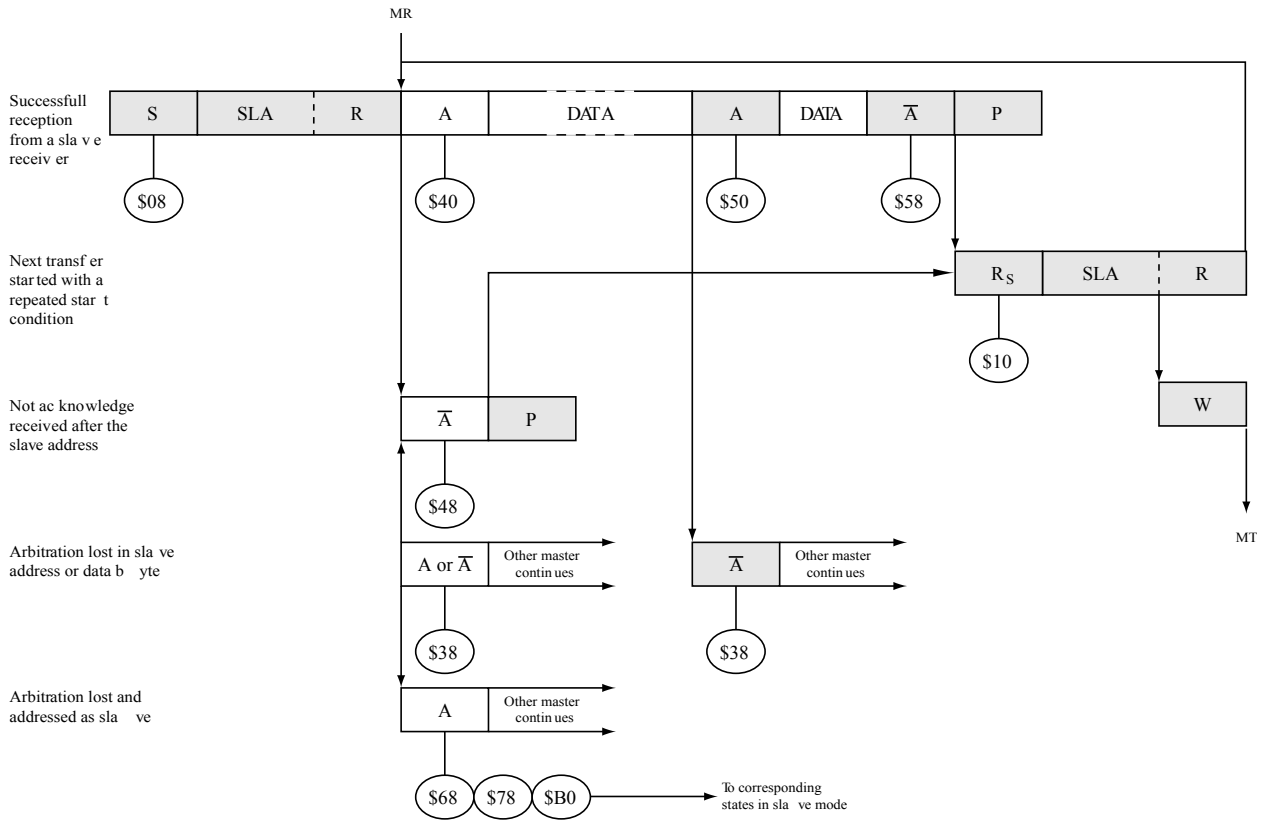 MR
Successfull
reception
from a sla v e
receiv er
S SLA R A DATA A DATA A̅ P
$08 $40 $50 $58
Next transf er
star ted with a
repeated star t
condition
RS SLA R
$10
Not ac knowledge
received after the
slave address
A̅ P
W
$48
MT
Arbitration lost in sla ve
address or data b yte
A or A̅ Other master
contin ues
A̅ Other master
contin ues
$38 $38
Arbitration lost and
addressed as sla ve
A Other master
contin ues
$68 $78 $B0
To corresponding
states in sla ve mode